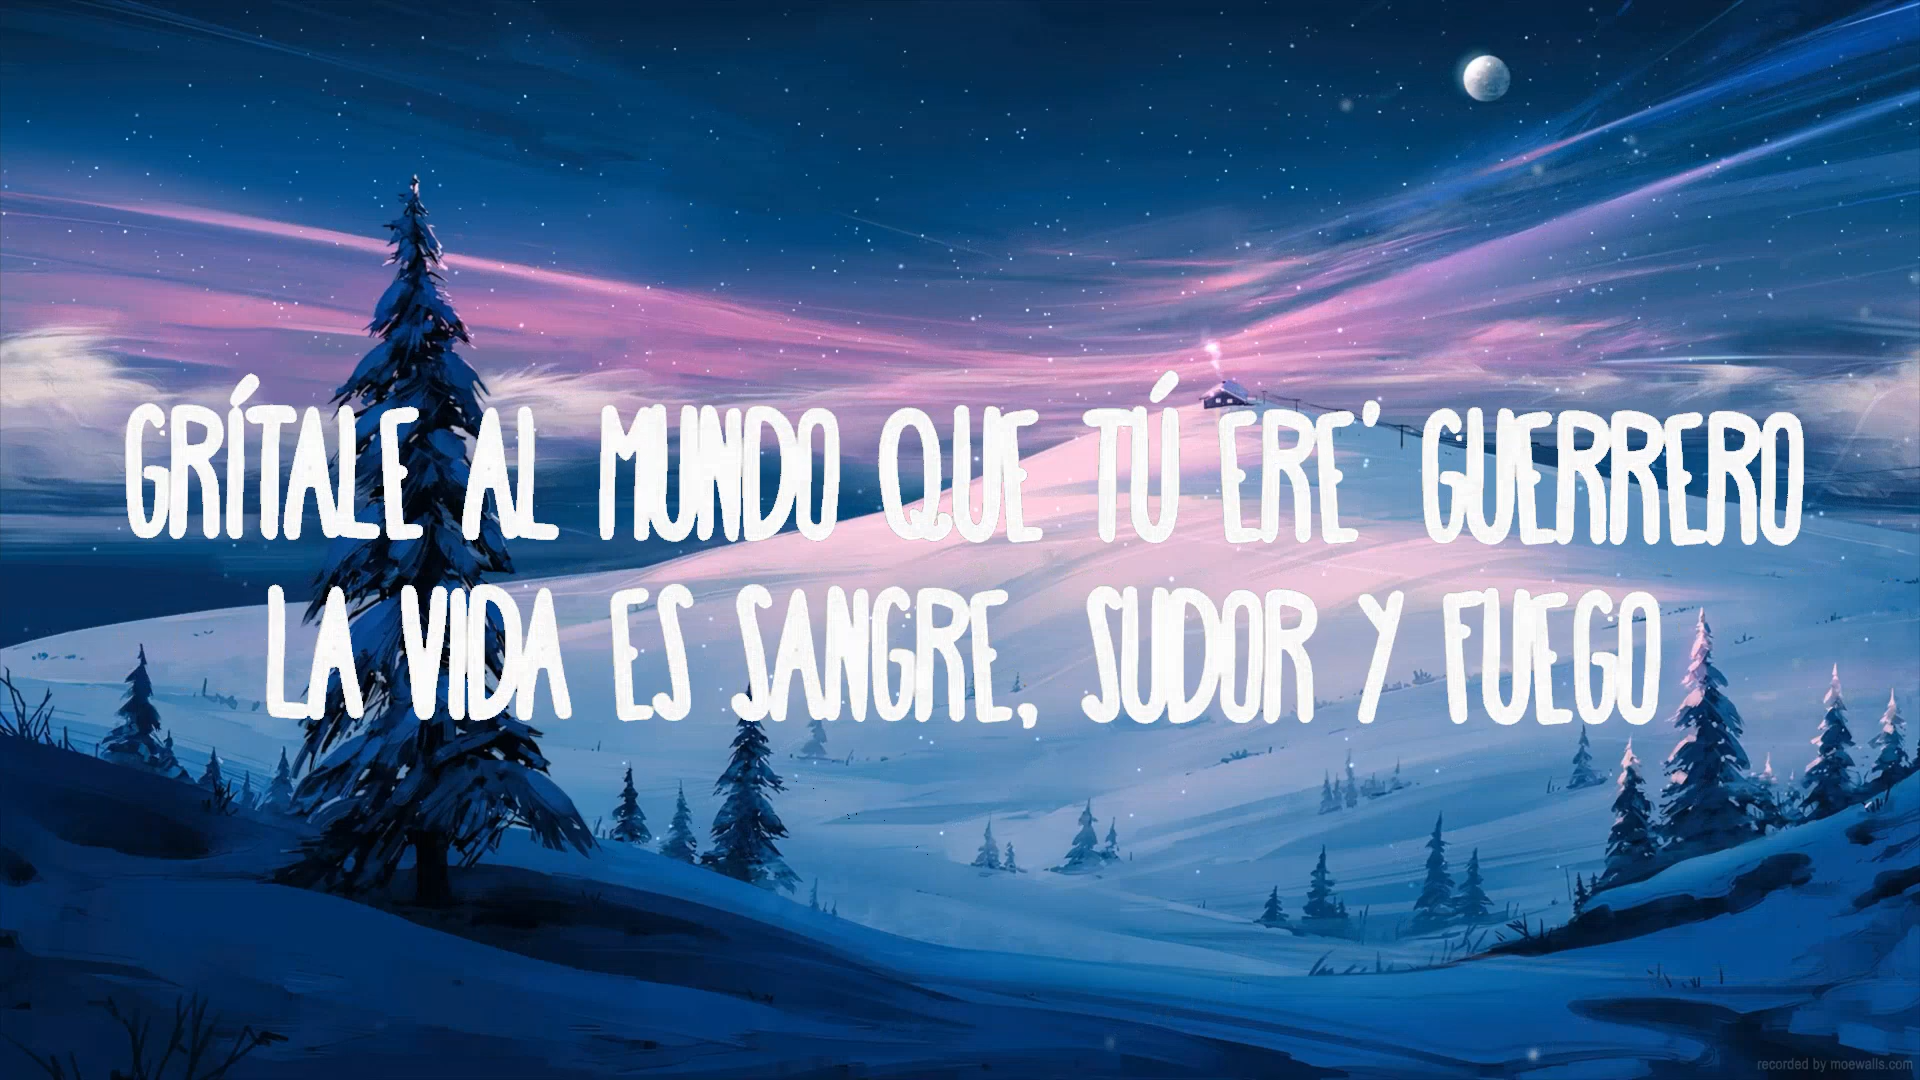 GRÍTALE AL MUNDO QUE TÚ ERE' GUERRERO
LA VIDA ES SANGRE, SUDOR Y FUEGO
recorded by moewalls.com